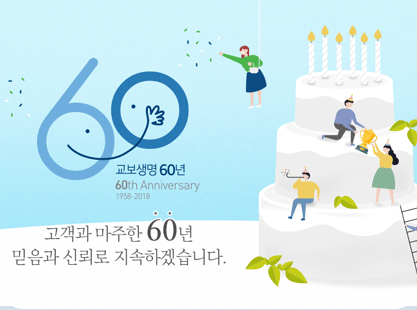 60
교보생명 60년
60th Anniversary
1958-2018
고객과 마주한 60년
믿음과 신뢰로 지속하겠습니다.